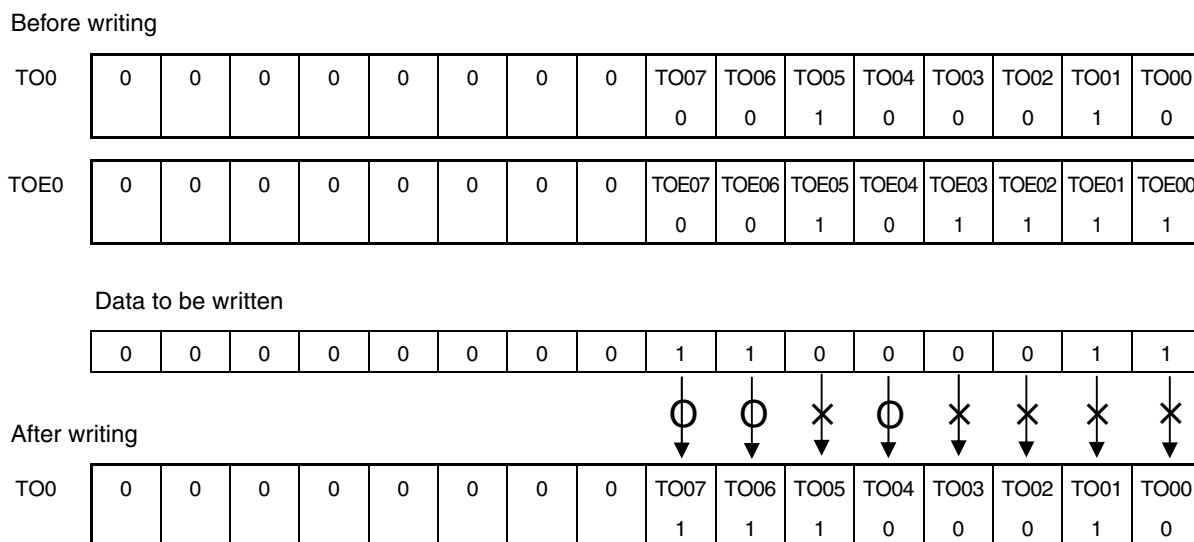 Before writing
TO0 0 0 0 0 0 0 0 0 TO07 TO06 TO05 TO04 TO03 TO02 TO01 TO00
0 0 1 0 0 0 1 0
TOE0 0 0 0 0 0 0 0 0 TOE07 TOE06 TOE05 TOE04 TOE03 TOE02 TOE01 TOE00
0 0 1 0 1 1 1 1
Data to be written
0 0 0 0 0 0 0 0 1 1 0 0 0 0 1 1
O O × O × × × ×
After writing
TO0 0 0 0 0 0 0 0 0 TO07 TO06 TO05 TO04 TO03 TO02 TO01 TO00
1 1 1 0 0 0 1 0